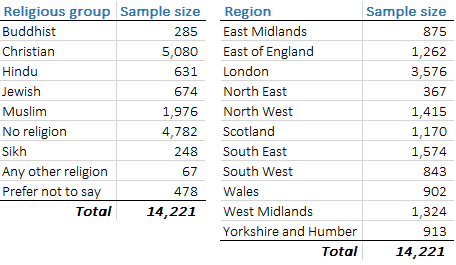 Religious group Sample size
Buddhist 285
Christian 5,080
Hindu 631
Jewish 674
Muslim 1,976
No religion 4,782
Sikh 248
Any other religion 67
Prefer not to say 478
Total 14,221
Region Sample size
East Midlands 875
East of England 1,262
London 3,576
North East 367
North West 1,415
Scotland 1,170
South East 1,574
South West 843
Wales 902
West Midlands 1,324
Yorkshire and Humber 913
Total 14,221